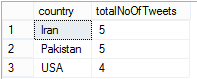 country totalNoOfTweets
1 Iran 5
2 Pakistan 5
3 USA 4